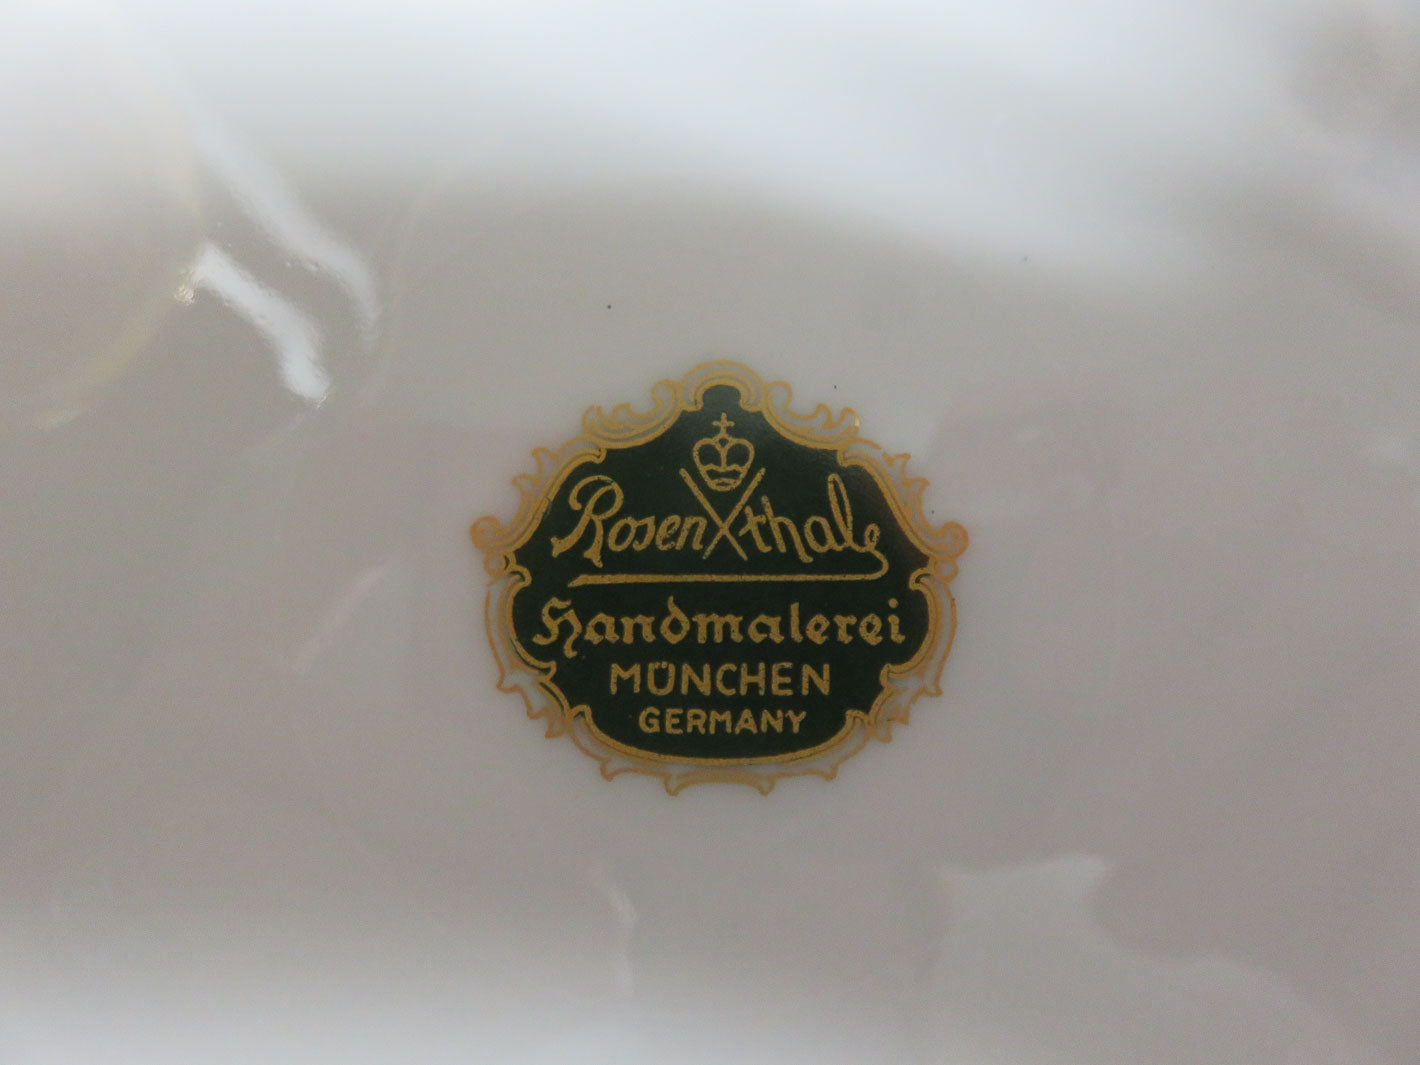 Rosenthal
Handmalerei
MÜNCHEN
GERMANY